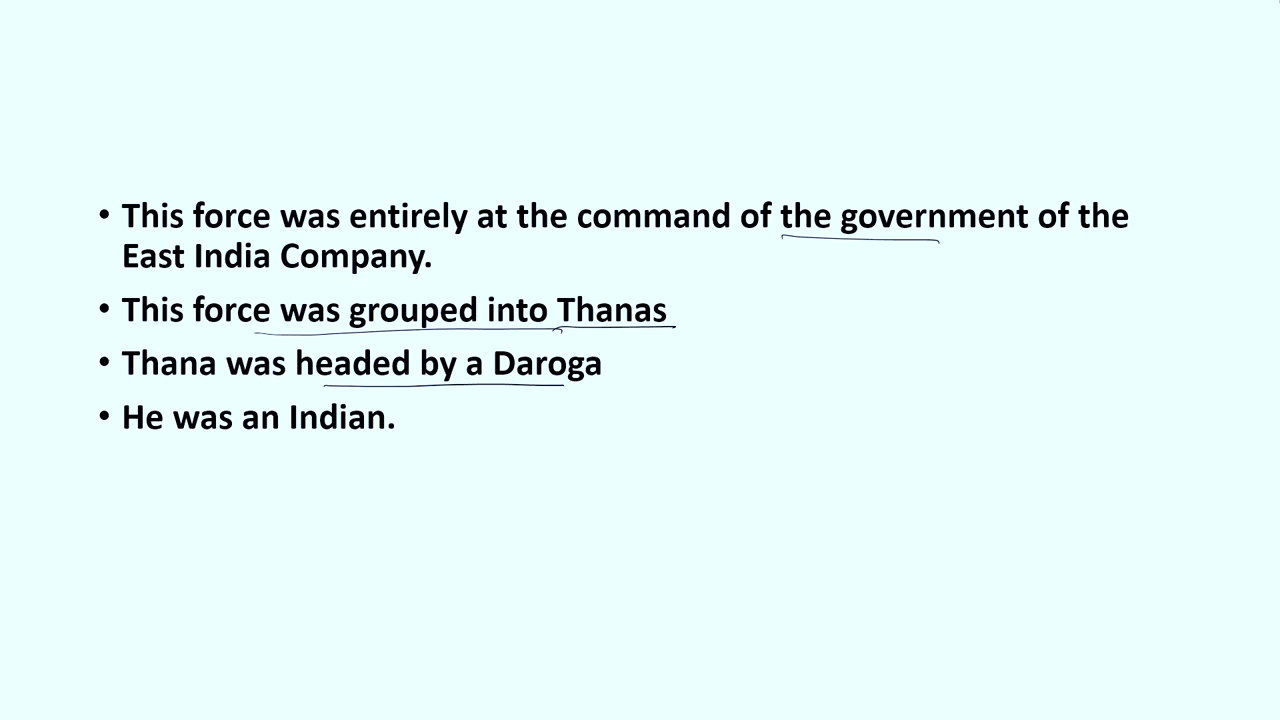 • This force was entirely at the command of the government of the
East India Company.
• This force was grouped into Thanas
• Thana was headed by a Daroga
• He was an Indian.